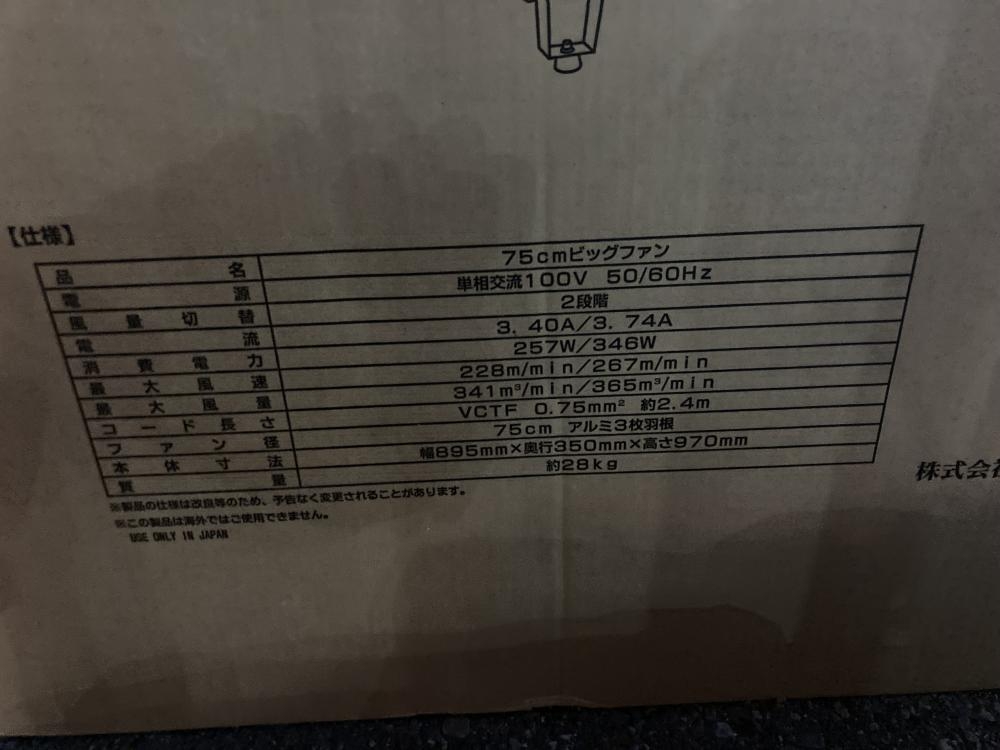 【仕様】
品名 75cmビッグファン
電源 単相交流100V 50/60Hz
風量切替 2段階
電流 3.40A/3.74A
消費電力 257W/346W
最大風速 228m/min/267m/min
最大風量 341m³/min/365m³/min
コード長さ VCTF 0.75mm² 約2.4m
ファン径 75cm アルミ3枚羽根
本体寸法 幅895mm×奥行350mm×高さ970mm
質量 約28kg
※製品の仕様は改良等のため、予告なく変更されることがあります。
※この製品は海外ではご使用できません。
USE ONLY IN JAPAN
株式会社